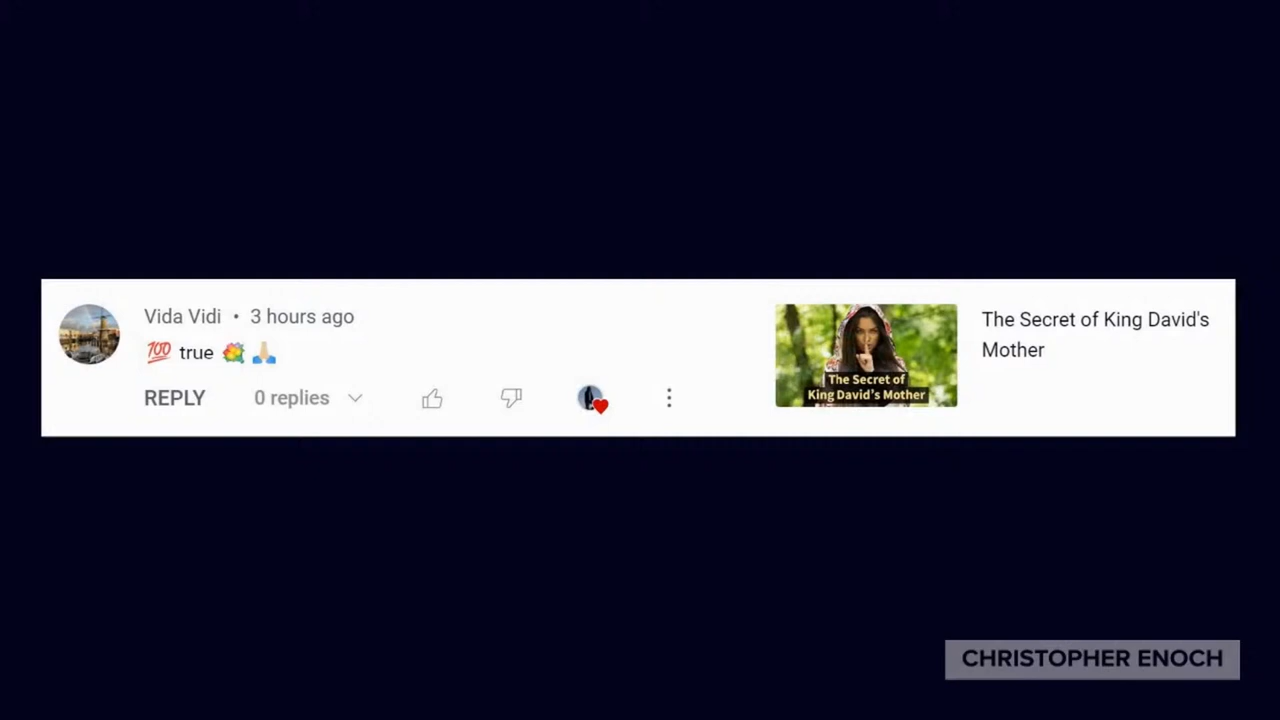 Vida Vidi • 3 hours ago
💯 true 💐 🙏🏼
REPLY 0 replies
The Secret of
King David's Mother
The Secret of King David's
Mother
CHRISTOPHER ENOCH